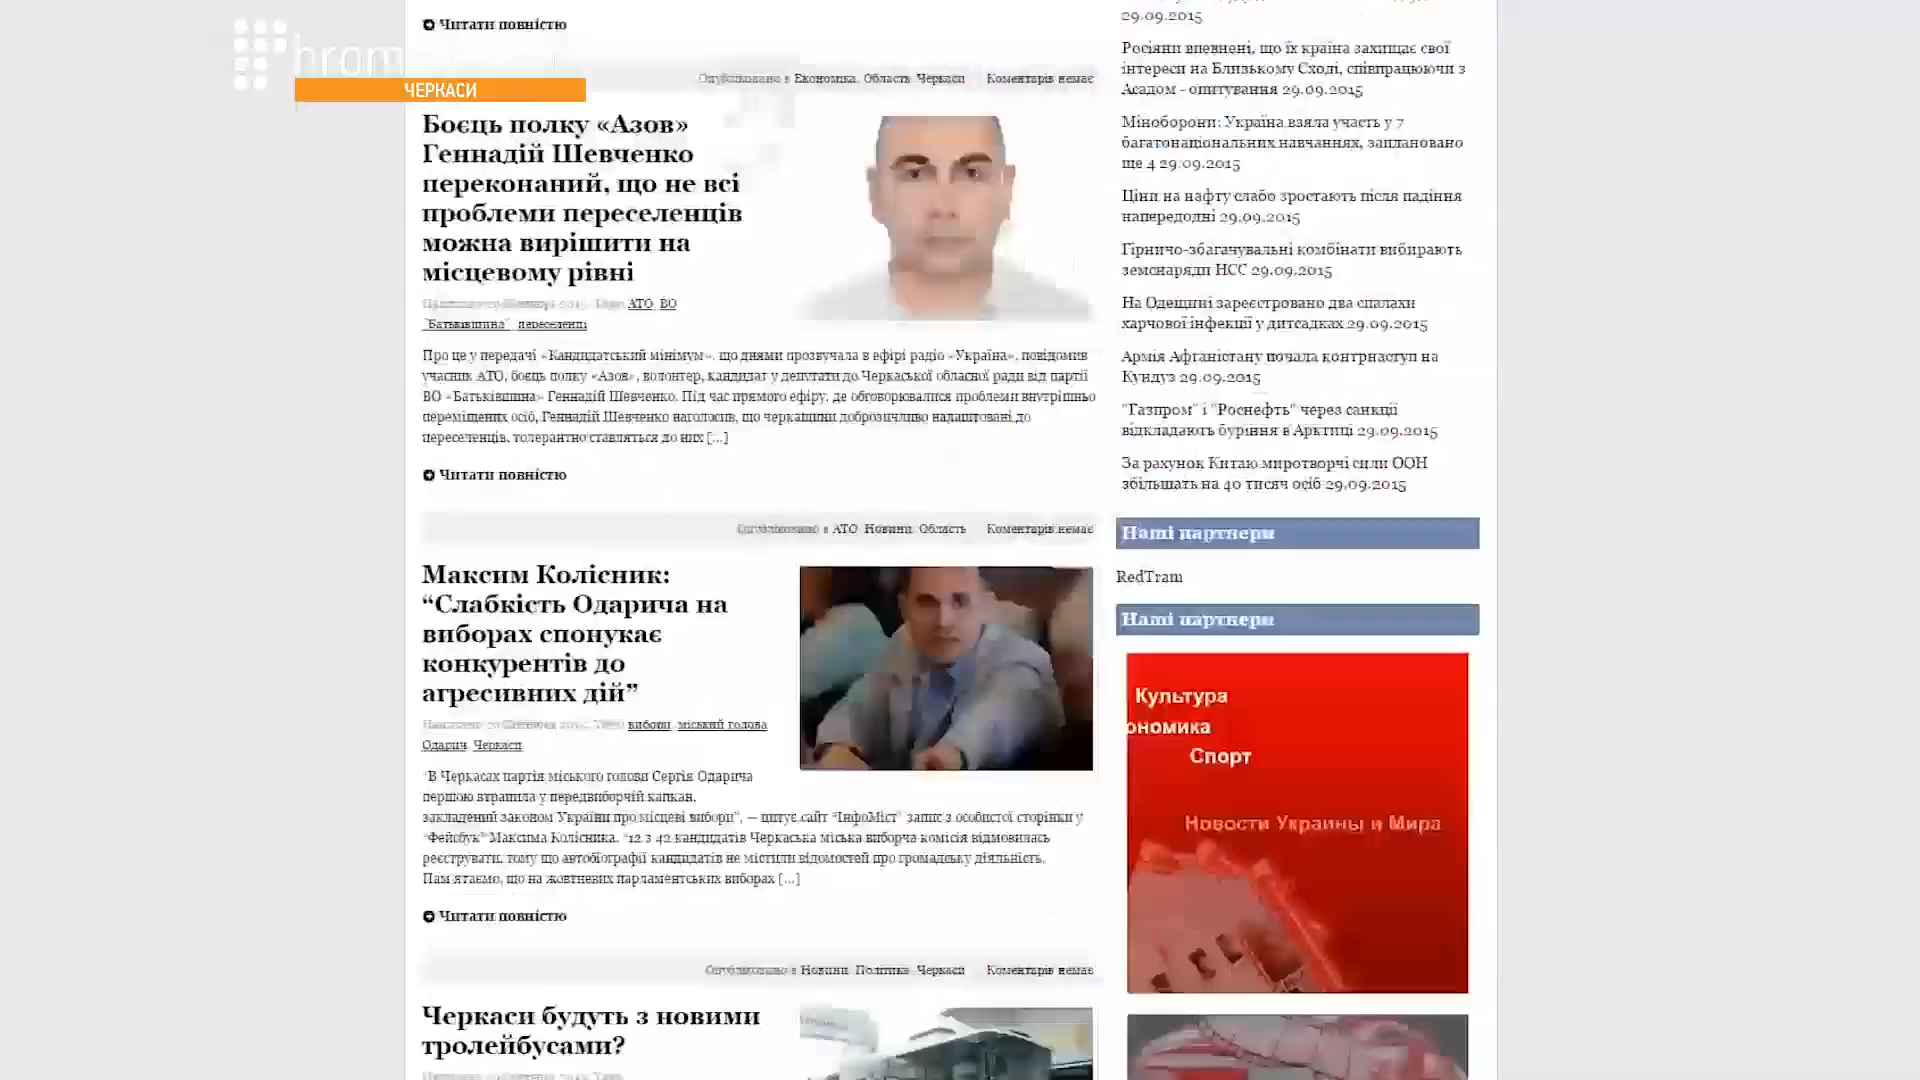 Читати повністю
hrom
ЧЕРКАСИ
Опубліковано в Економіка, Область, Черкаси Коментарів немає
Боєць полку «Азов»
Геннадій Шевченко
переконаний, що не всі
проблеми переселенців
можна вирішити на
місцевому рівні
АТО, ВО
"Батьківщина", переселенці
Про це у передачі «Кандидатський мінімум», що днями прозвучала в ефірі радіо «Україна», повідомив
учасник АТО, боєць полку «Азов», волонтер, кандидат у депутати до Черкаської обласної ради від партії
ВО «Батьківщина» Геннадій Шевченко. Під час прямого ефіру, де обговорювалися проблеми внутрішньо
переміщених осіб, Геннадій Шевченко наголосив, що черкащини доброзичливо налаштовані до
переселенців, толерантно ставляться до них [...]
Читати повністю
Опубліковано в АТО, Новини, Область Коментарів немає
Максим Колісник:
“Слабкість Одарича на
виборах спонукає
конкурентів до
агресивних дій”
вибори, міський голова
Одарич, Черкаси
"В Черкасах партія міського голови Сергія Одарича
першою втрапила у передвиборчій капкан,
закладений законом України про місцеві вибори", — цитує сайт "ІнфоМіст" запис з особистої сторінки у
"Фейсбук" Максима Колісника. "12 з 42 кандидатів Черкаська міська виборча комісія відмовилась
реєструвати, тому що автобіографії кандидатів не містили відомостей про громадську діяльність.
Пам'ятаємо, що на жовтневих парламентських виборах [...]
Читати повністю
Опубліковано в Новини, Політика, Черкаси Коментарів немає
Черкаси будуть з новими
тролейбусами?
29.09.2015
Росіяни впевнені, що їх країна захищає свої
інтереси на Близькому Сході, співпрацюючи з
Асадом - опитування 29.09.2015
Міноборони: Україна взяла участь у 7
багатонаціональних навчаннях, заплановано
ще 4 29.09.2015
Ціни на нафту слабо зростають після падіння
напередодні 29.09.2015
Гірничо-збагачувальні комбінати вибирають
земснаряди НСС 29.09.2015
На Одещині зареєстровано два спалахи
харчової інфекції у дитсадках 29.09.2015
Армія Афганістану почала контрнаступ на
Кундуз 29.09.2015
"Газпром" і "Роснефть" через санкції
відкладають буріння в Арктиці 29.09.2015
За рахунок Китаю миротворчі сили ООН
збільшать на 40 тисяч осіб 29.09.2015
Наші партнери
RedTram
Наші партнери
Культура
ономика
Спорт
Новости Украины и Мира